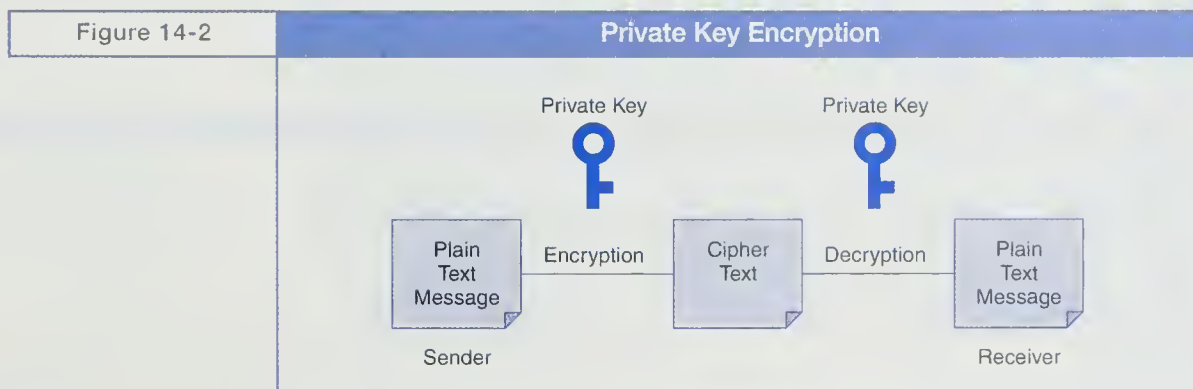 Figure 14-2
Private Key Encryption
Private Key
Private Key
Plain
Text
Message
Encryption
Cipher
Text
Decryption
Plain
Text
Message
Sender
Receiver